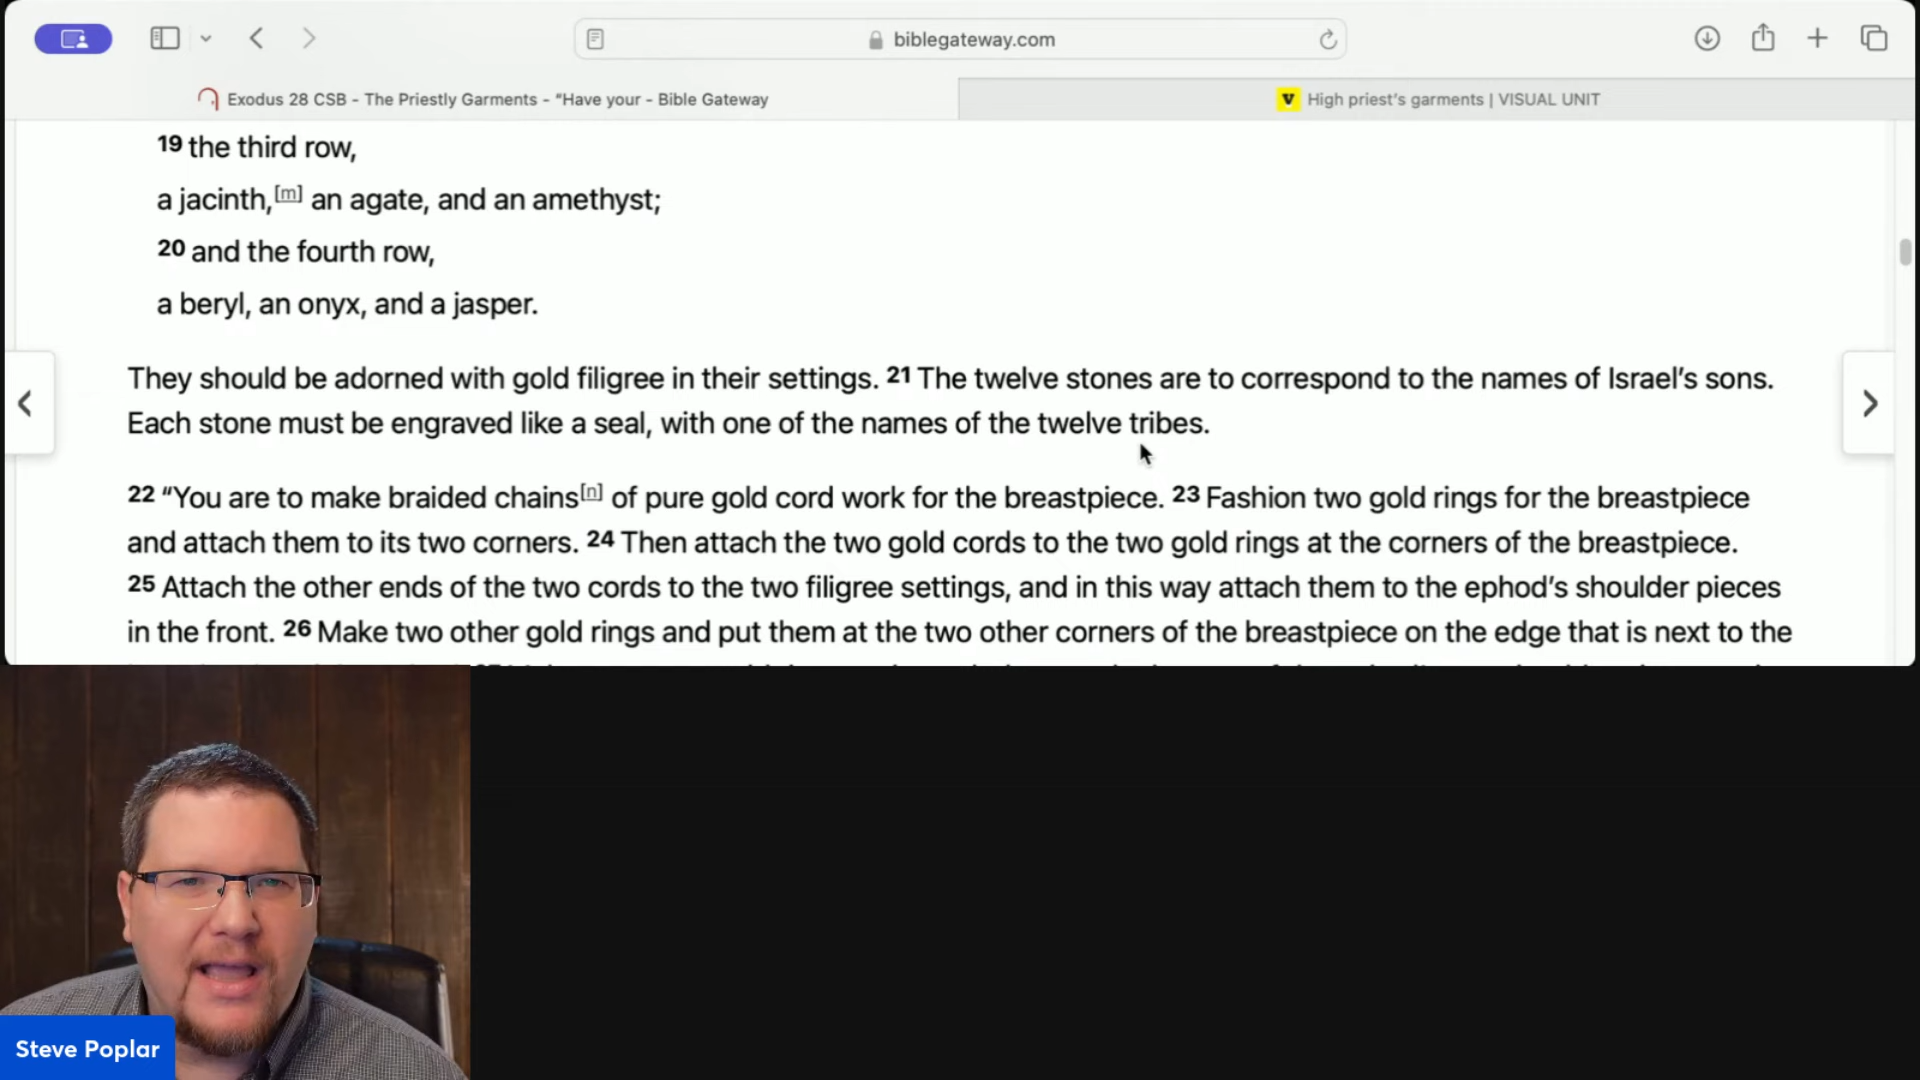 biblegateway.com
Exodus 28 CSB - The Priestly Garments - “Have your - Bible Gateway
V High priest’s garments | VISUAL UNIT
19 the third row,
a jacinth,[m] an agate, and an amethyst;
20 and the fourth row,
a beryl, an onyx, and a jasper.
They should be adorned with gold filigree in their settings. 21 The twelve stones are to correspond to the names of Israel’s sons.
Each stone must be engraved like a seal, with one of the names of the twelve tribes.
22 “You are to make braided chains[n] of pure gold cord work for the breastpiece. 23 Fashion two gold rings for the breastpiece
and attach them to its two corners. 24 Then attach the two gold cords to the two gold rings at the corners of the breastpiece.
25 Attach the other ends of the two cords to the two filigree settings, and in this way attach them to the ephod’s shoulder pieces
in the front. 26 Make two other gold rings and put them at the two other corners of the breastpiece on the edge that is next to the
Steve Poplar